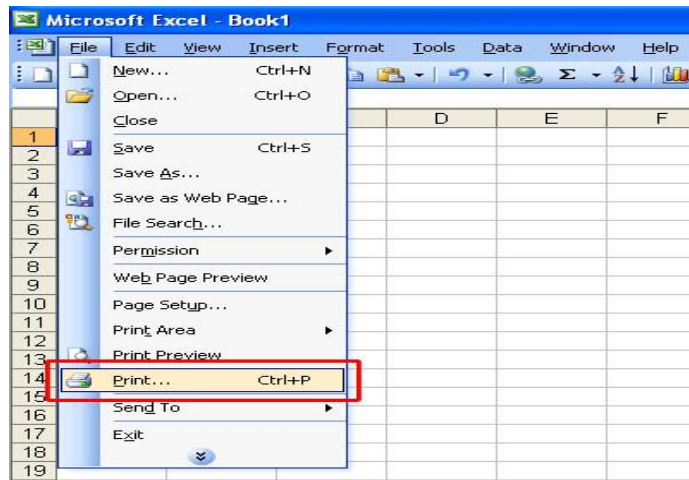 Microsoft Excel - Book1
File Edit View Insert Format Tools Data Window Help
New... Ctrl+N
Open... Ctrl+O
Close
Save Ctrl+S
Save As...
Save as Web Page...
File Search...
Permission
Web Page Preview
Page Setup...
Print Area
Print Preview
Print... Ctrl+P
Send To
Exit
D E F
1
2
3
4
5
6
7
8
9
10
11
12
13
14
15
16
17
18
19